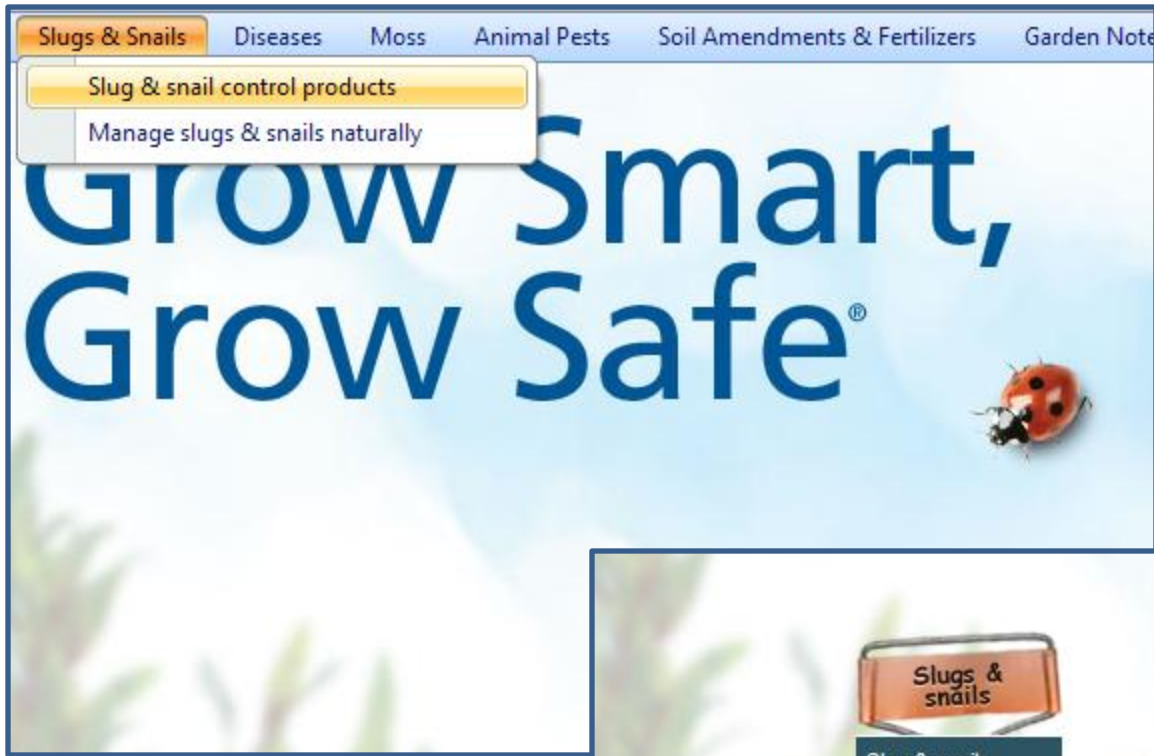 Slugs & Snails Diseases Moss Animal Pests Soil Amendments & Fertilizers Garden
Slug & snail control products
Manage slugs & snails naturally
Grow Smart,
Grow Safe®
Slugs &
snails